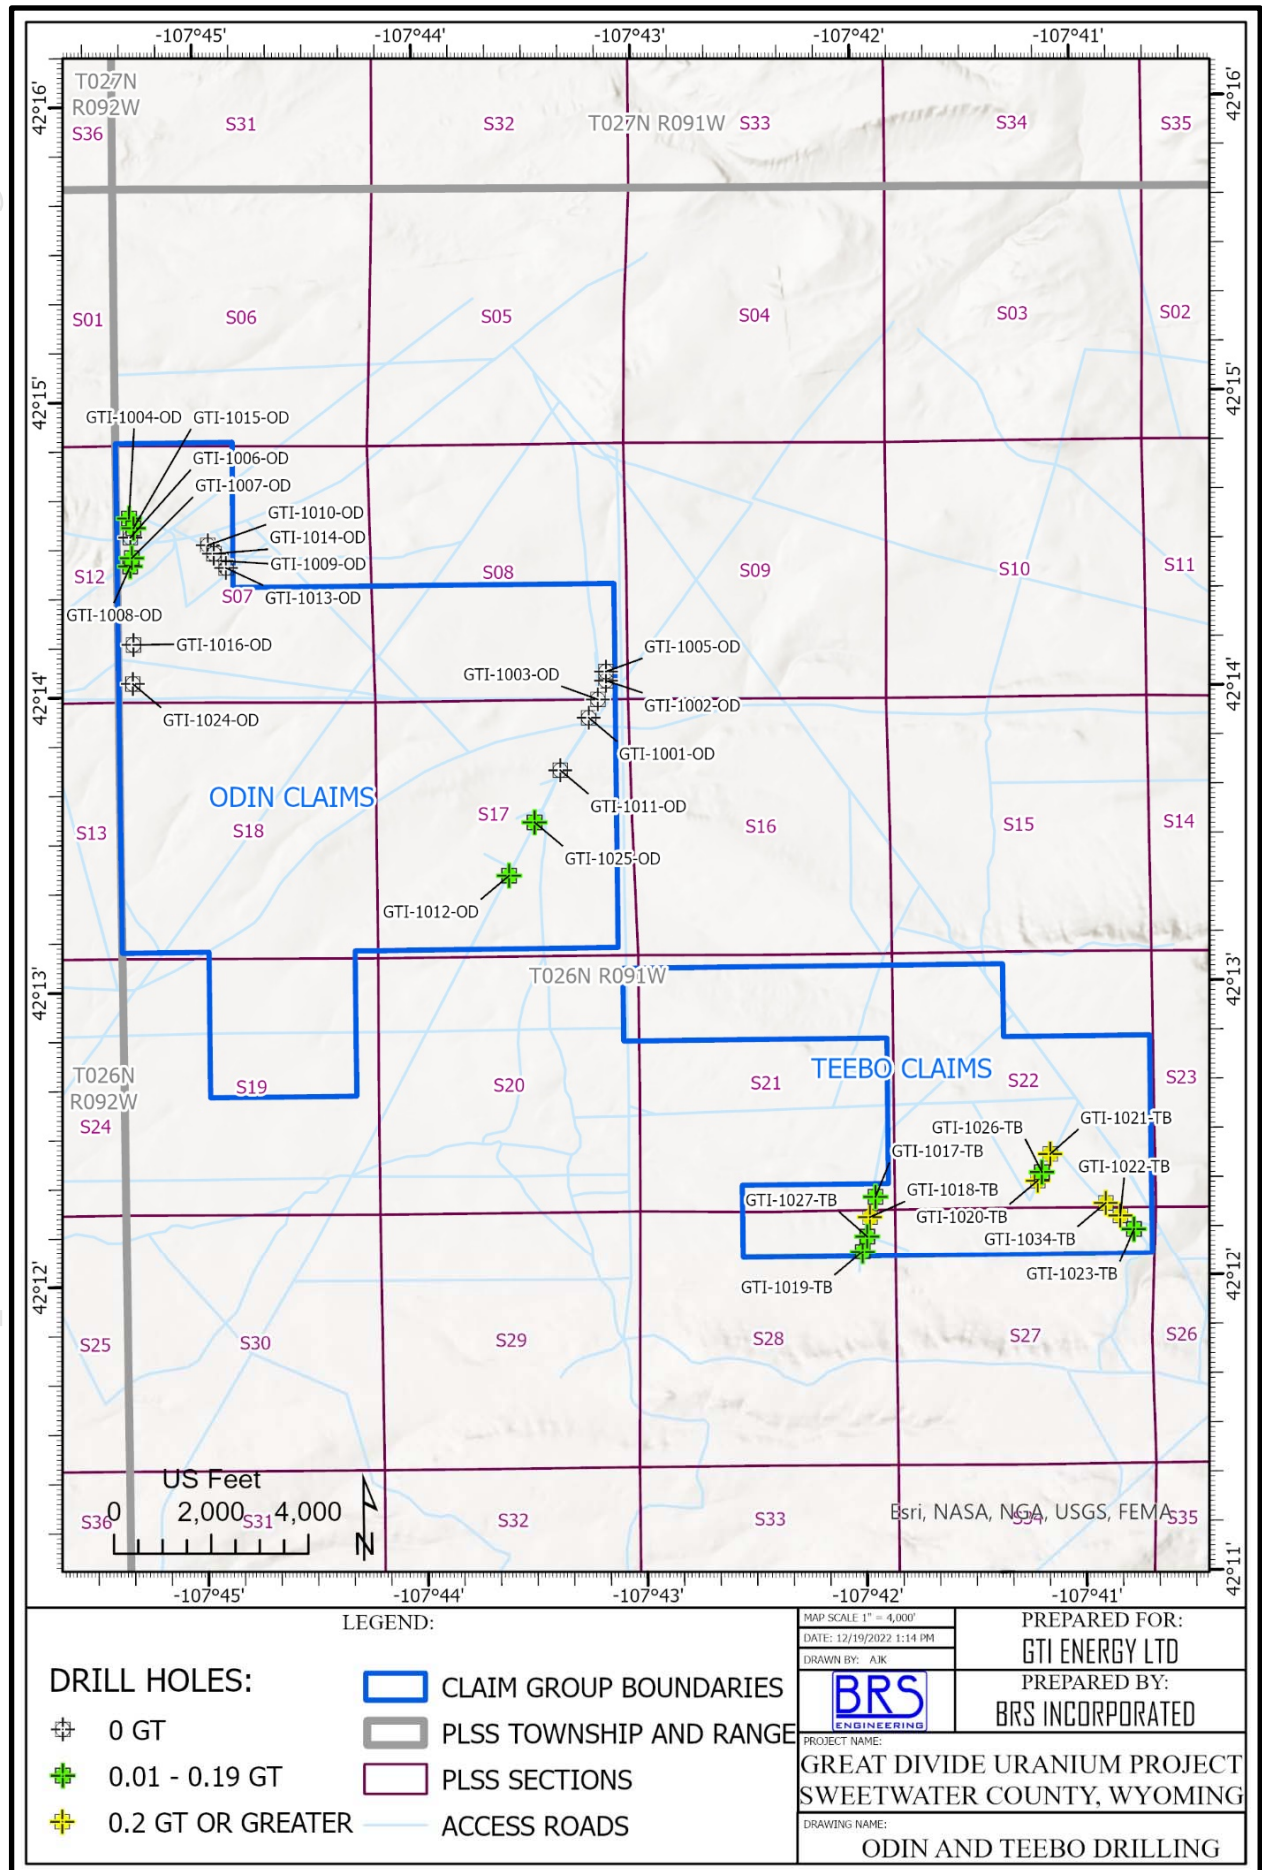 -107°45' -107°44' -107°43' -107°42' -107°41'
42°16' 42°16'
T027N
R092W
S36 S31 S32 T027N R091W S33 S34 S35
S01 S06 S05 S04 S03 S02
42°15' 42°15'
GTI-1004-OD GTI-1015-OD
GTI-1006-OD
GTI-1007-OD
GTI-1010-OD
GTI-1014-OD
GTI-1009-OD
S12 S08 S09 S10 S11
S07 GTI-1013-OD
GTI-1008-OD
GTI-1016-OD GTI-1005-OD
GTI-1003-OD
42°14' 42°14'
GTI-1002-OD
GTI-1024-OD
GTI-1001-OD
ODIN CLAIMS
GTI-1011-OD
S13 S18 S17 S16 S15 S14
GTI-1025-OD
GTI-1012-OD
T026N R091W
42°13' 42°13'
TEEBO CLAIMS
T026N
R092W
S24 S19 S20 S21 S22 S23
GTI-1026-TB GTI-1021-TB
GTI-1017-TB
GTI-1022-TB
GTI-1027-TB GTI-1018-TB
GTI-1020-TB
GTI-1034-TB
GTI-1023-TB
GTI-1019-TB
42°12' 42°12'
S25 S30 S29 S28 S27 S26
US Feet
0 2,000 4,000
N
S36 S31 S32 S33 S34 S35
Esri, NASA, NGA, USGS, FEMA
42°11' 42°11'
-107°45' -107°44' -107°43' -107°42' -107°41'
LEGEND:
DRILL HOLES:
0 GT
0.01 - 0.19 GT
0.2 GT OR GREATER
CLAIM GROUP BOUNDARIES
PLSS TOWNSHIP AND RANGE
PLSS SECTIONS
ACCESS ROADS
MAP SCALE 1" = 4,000'
DATE: 12/19/2022 1:14 PM
DRAWN BY: AJK
BRS
ENGINEERING
PREPARED FOR:
GTI ENERGY LTD
PREPARED BY:
BRS INCORPORATED
PROJECT NAME:
GREAT DIVIDE URANIUM PROJECT
SWEETWATER COUNTY, WYOMING
DRAWING NAME:
ODIN AND TEEBO DRILLING